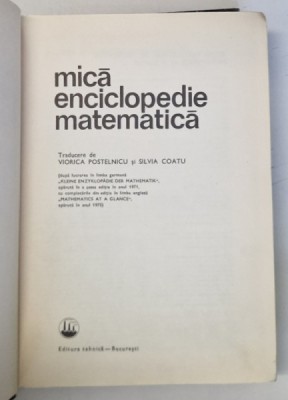 mică
enciclopedie
matematică
Traducere de
VIORICA POSTELNICU și SILVIA COATU
(după lucrarea în limba germană
„KLEINE ENZYKLOPÄDIE DER MATHEMATIK",
apărută în a șasea ediție în anul 1971,
cu completările din ediția în limba engleză
„MATHEMATICS AT A GLANCE",
apărută în anul 1975)
Editura tehnică—București